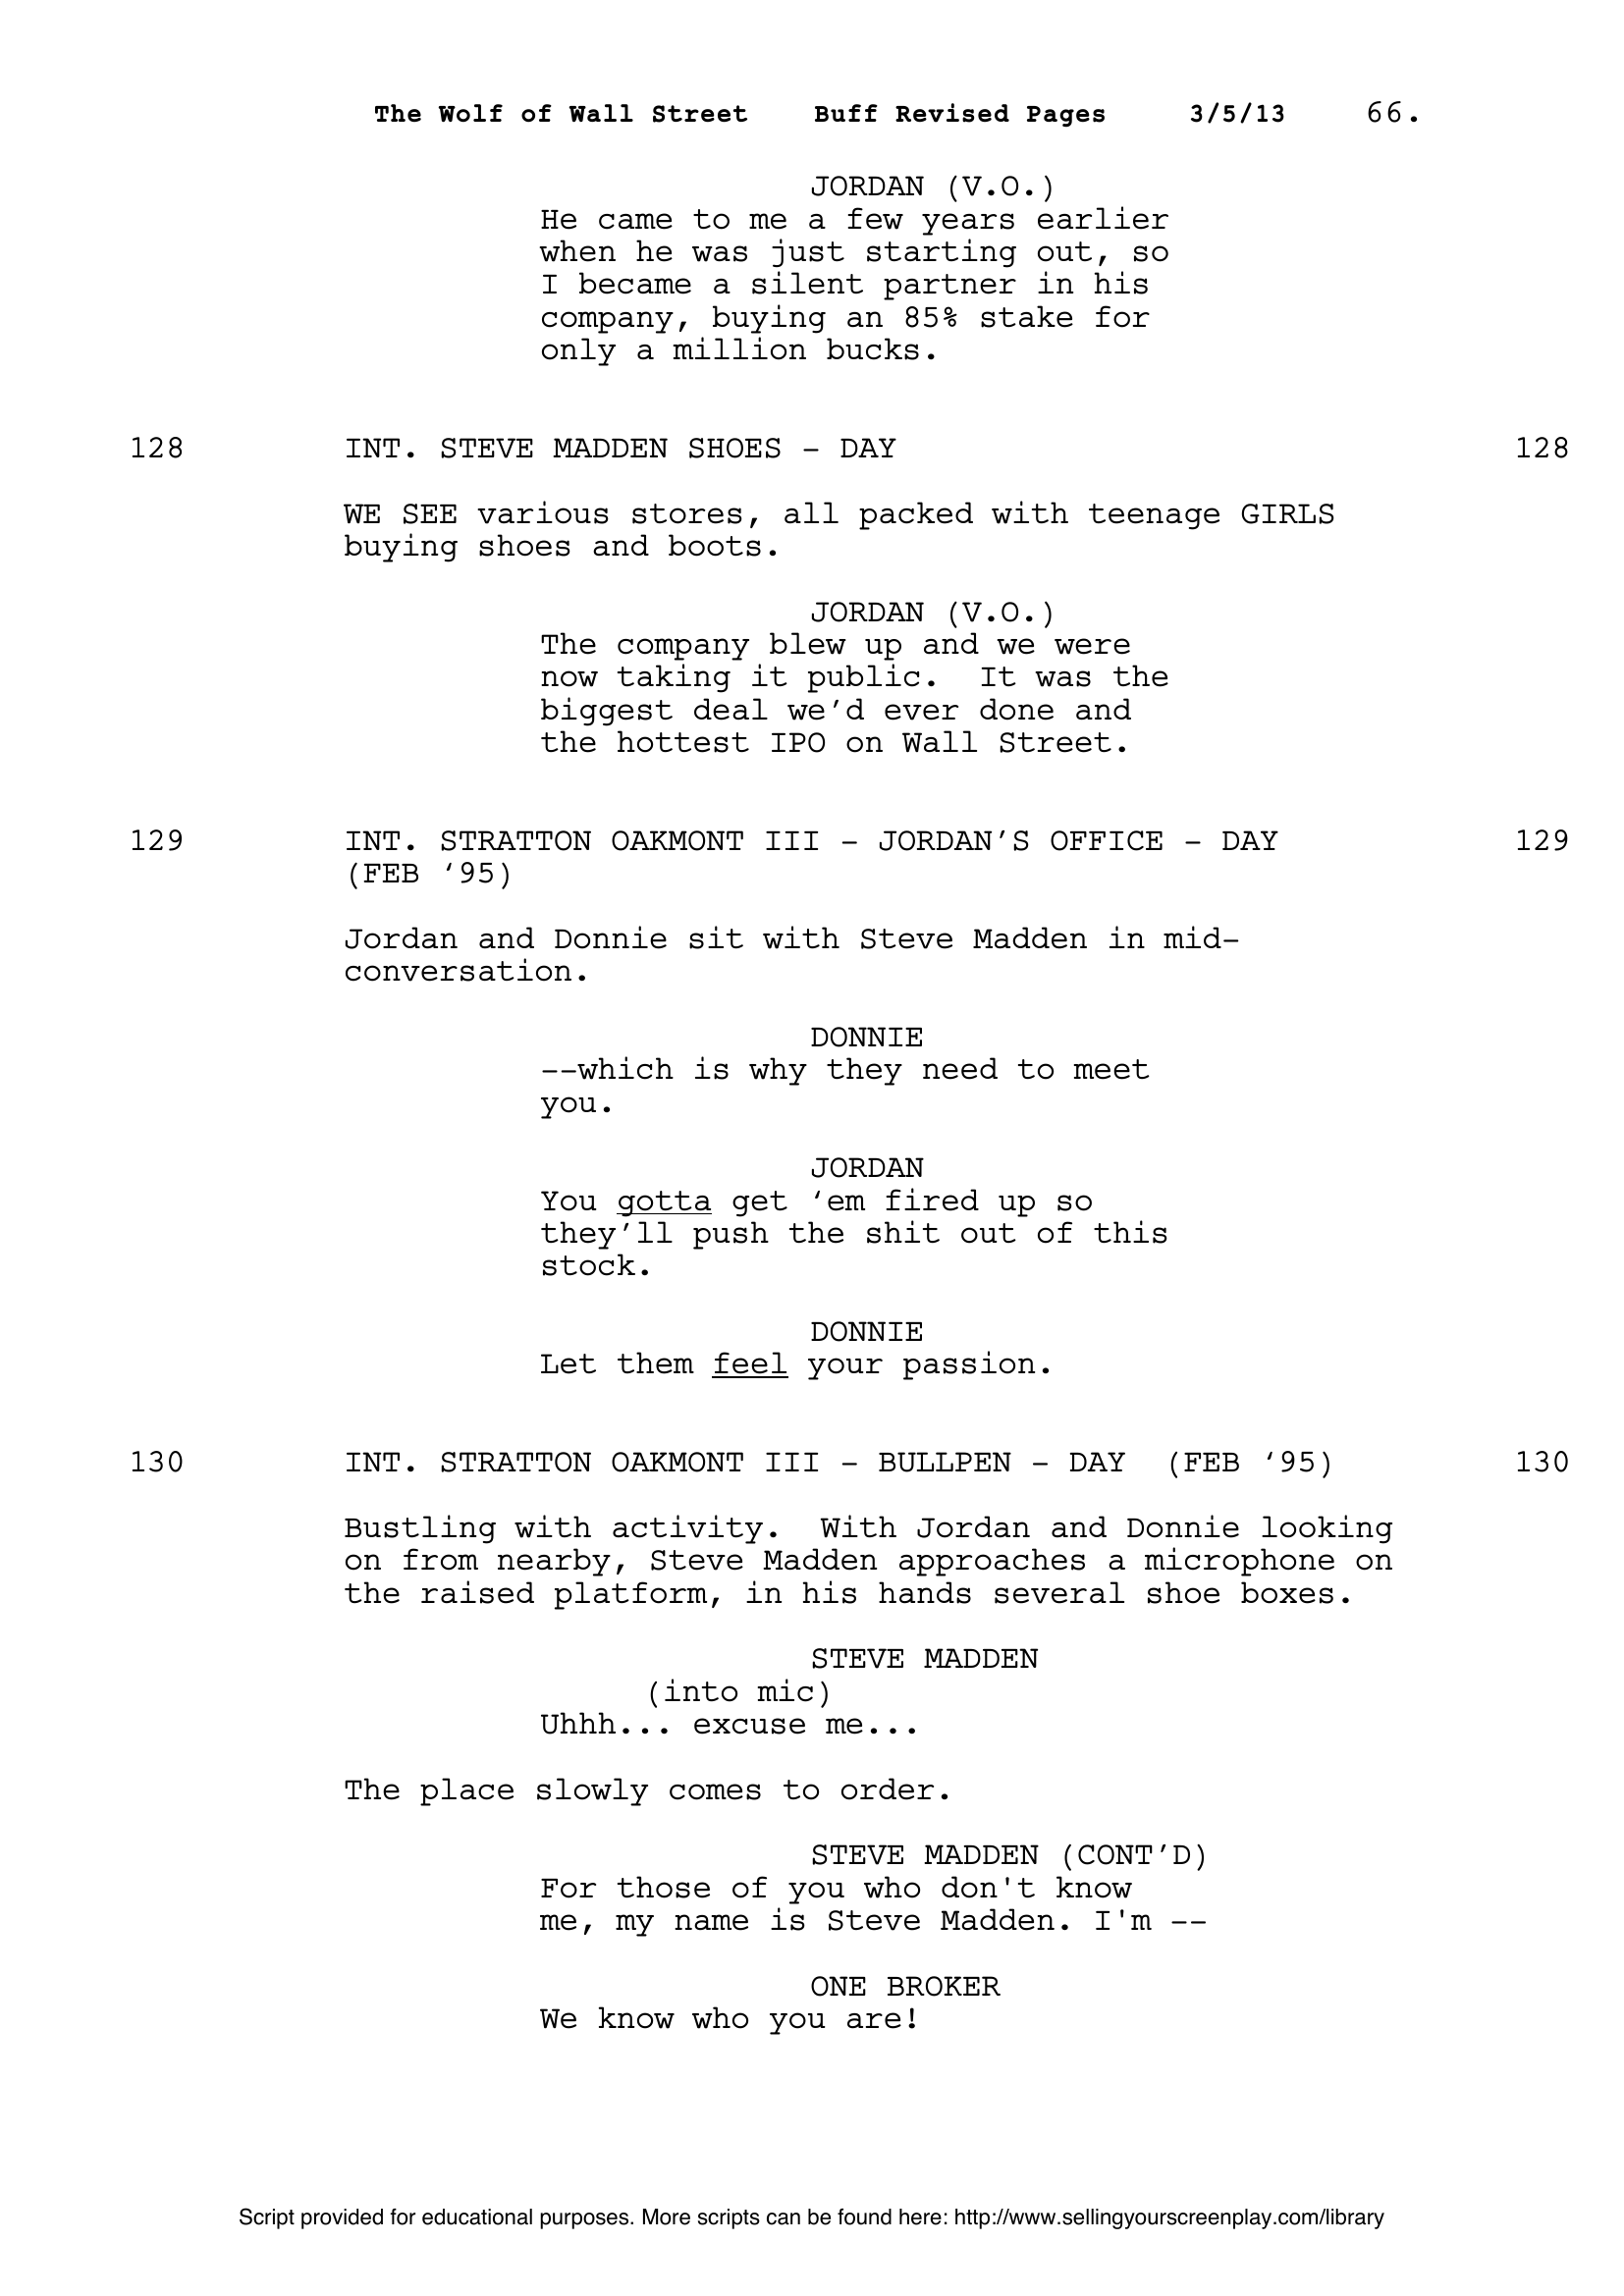 The Wolf of Wall Street    Buff Revised Pages    3/5/13    66.
JORDAN (V.O.)
He came to me a few years earlier
when he was just starting out, so
I became a silent partner in his
company, buying an 85% stake for
only a million bucks.
128 INT. STEVE MADDEN SHOES - DAY 128
WE SEE various stores, all packed with teenage GIRLS
buying shoes and boots.
JORDAN (V.O.)
The company blew up and we were
now taking it public.  It was the
biggest deal we’d ever done and
the hottest IPO on Wall Street.
129 INT. STRATTON OAKMONT III - JORDAN’S OFFICE - DAY 129
(FEB ‘95)
Jordan and Donnie sit with Steve Madden in mid-
conversation.
DONNIE
--which is why they need to meet
you.
JORDAN
You gotta get ‘em fired up so
they’ll push the shit out of this
stock.
DONNIE
Let them feel your passion.
130 INT. STRATTON OAKMONT III - BULLPEN - DAY  (FEB ‘95) 130
Bustling with activity.  With Jordan and Donnie looking
on from nearby, Steve Madden approaches a microphone on
the raised platform, in his hands several shoe boxes.
STEVE MADDEN
(into mic)
Uhhh... excuse me...
The place slowly comes to order.
STEVE MADDEN (CONT’D)
For those of you who don't know
me, my name is Steve Madden. I'm --
ONE BROKER
We know who you are!
Script provided for educational purposes. More scripts can be found here: http://www.sellingyourscreenplay.com/library